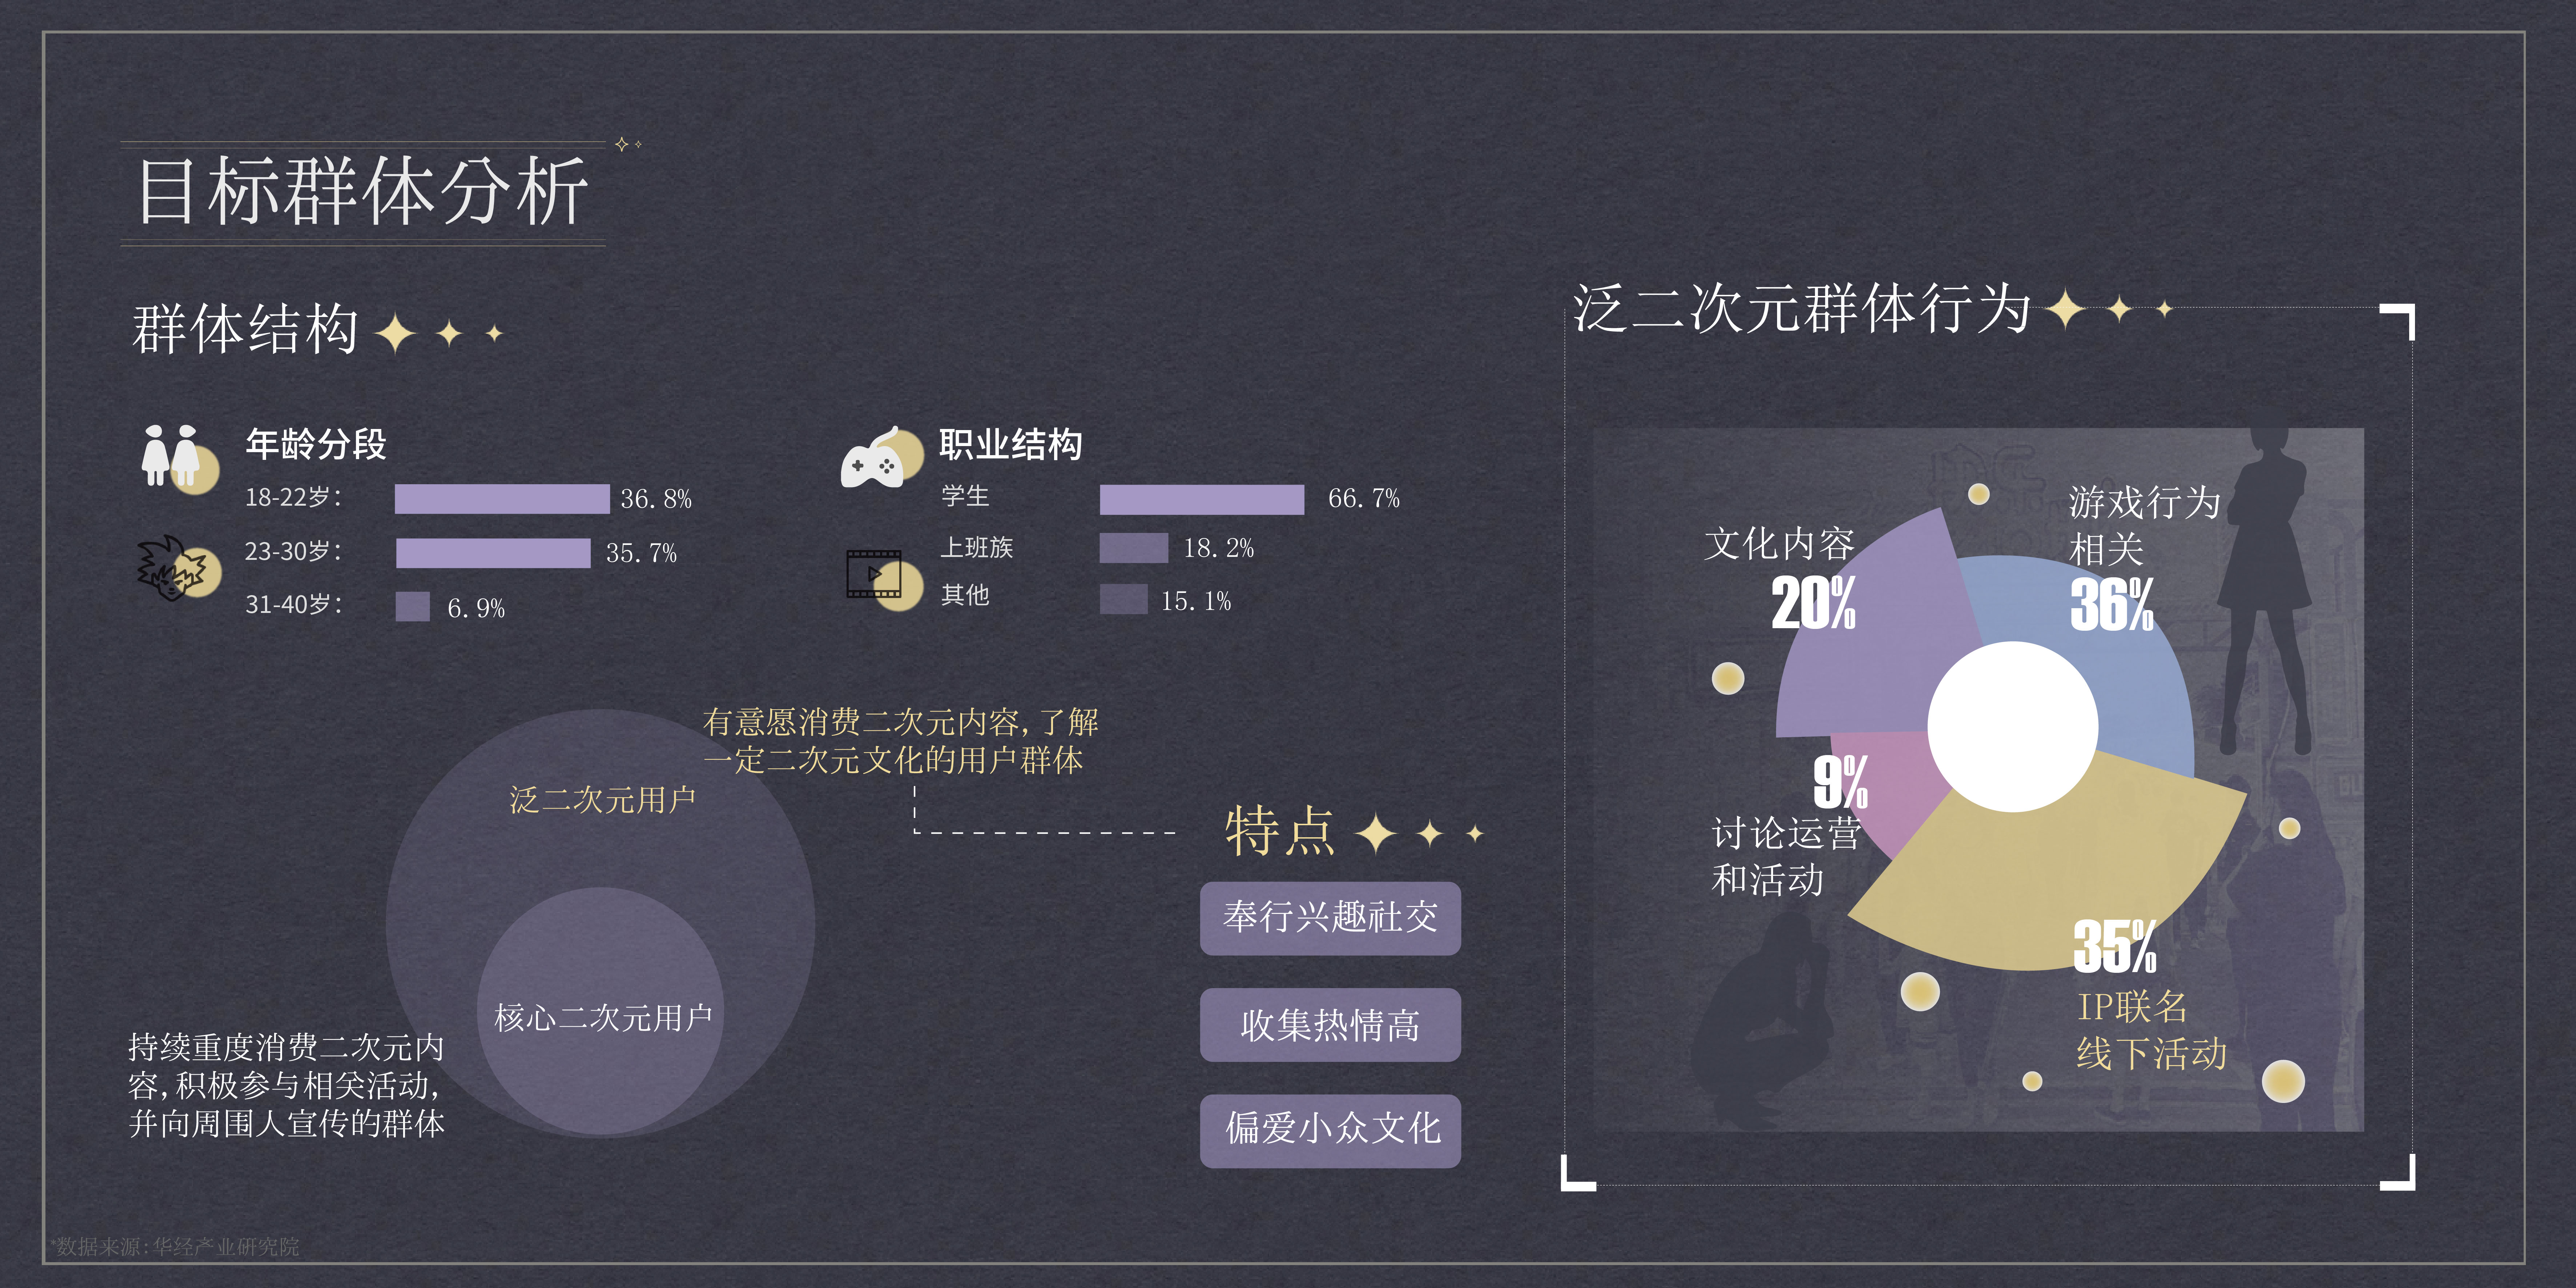 目标群体分析
群体结构
年龄分段
18-22岁：
36.8%
23-30岁：
35.7%
31-40岁：
6.9%
职业结构
学生
66.7%
上班族
18.2%
其他
15.1%
有意愿消费二次元内容，了解
一定二次元文化的用户群体
泛二次元用户
核心二次元用户
持续重度消费二次元内
容，积极参与相关活动，
并向周围人宣传的群体
特点
奉行兴趣社交
收集热情高
偏爱小众文化
泛二次元群体行为
文化内容
20%
游戏行为
相关
36%
9%
讨论运营
和活动
35%
IP联名
线下活动
*数据来源：华经产业研究院